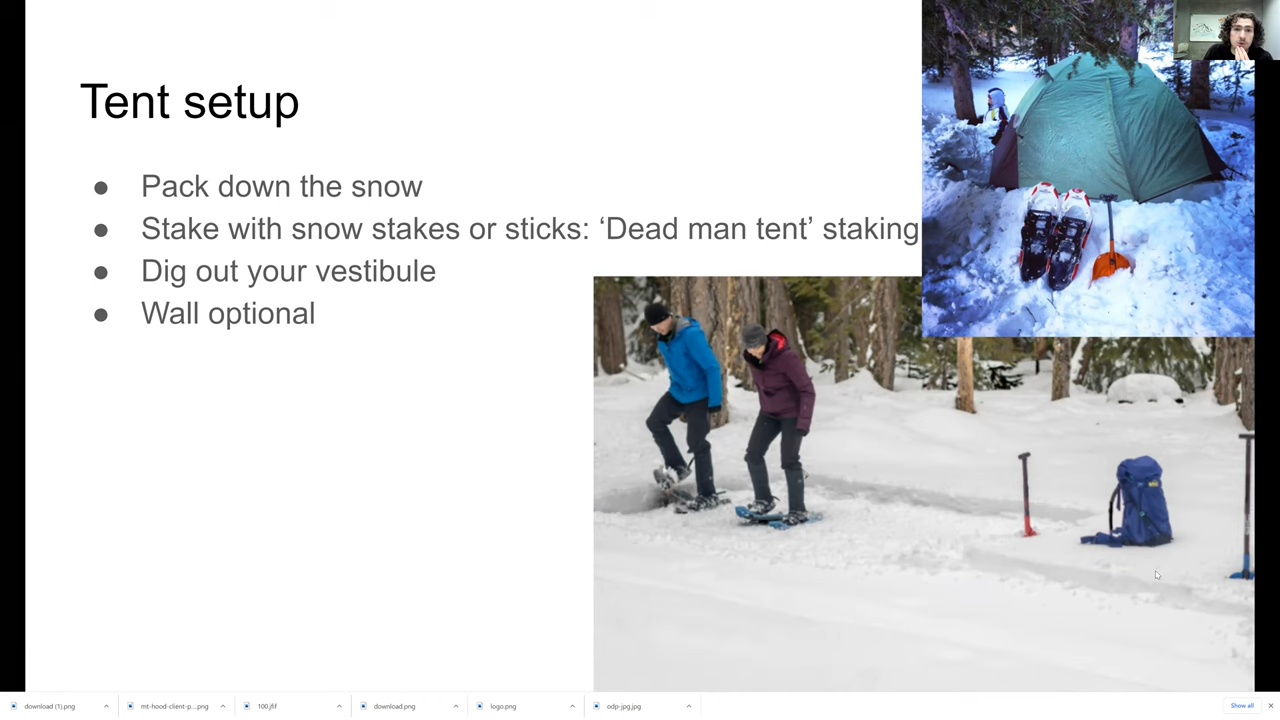 Tent setup
● Pack down the snow
● Stake with snow stakes or sticks: ‘Dead man tent’ staking
● Dig out your vestibule
● Wall optional
download (1).png
mt-hood-client-p...png
100.jfif
download.png
logo.png
odp-jpg.jpg
Show all